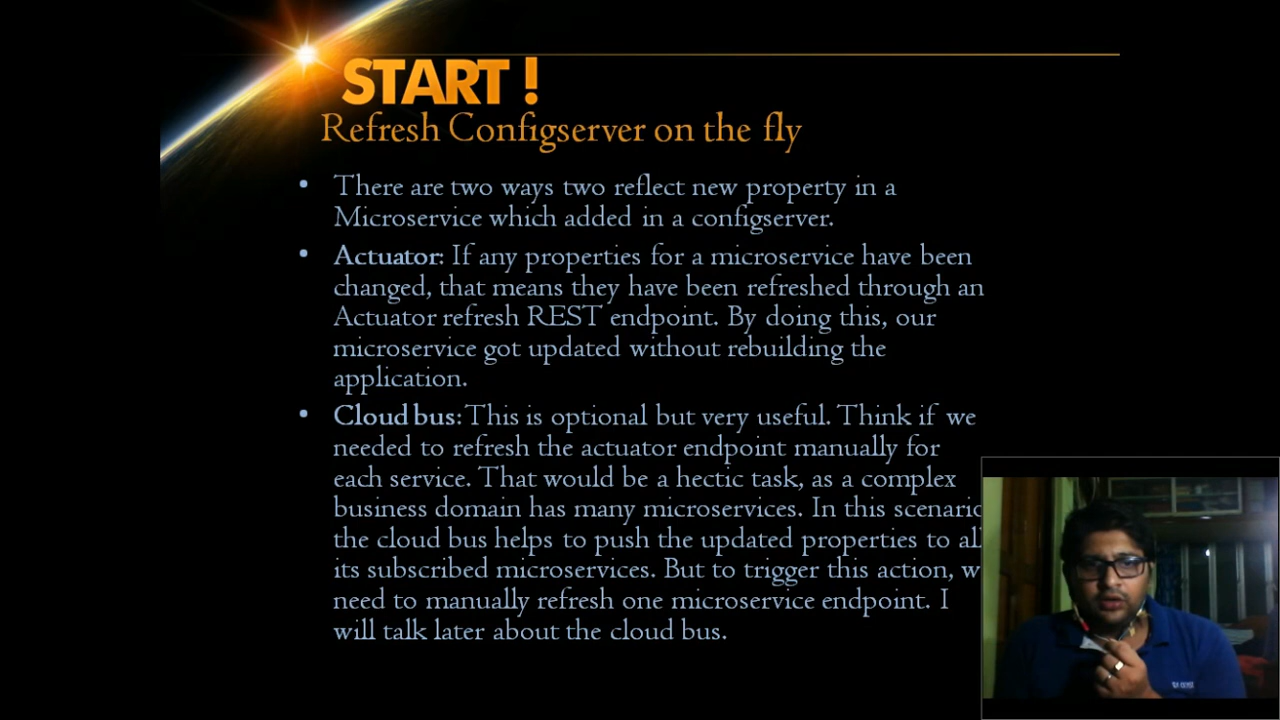 START !
Refresh Configserver on the fly
• There are two ways two reflect new property in a
Microservice which added in a configserver.
• Actuator: If any properties for a microservice have been
changed, that means they have been refreshed through an
Actuator refresh REST endpoint. By doing this, our
microservice got updated without rebuilding the
application.
• Cloud bus: This is optional but very useful. Think if we
needed to refresh the actuator endpoint manually for
each service. That would be a hectic task, as a complex
business domain has many microservices. In this scenario
the cloud bus helps to push the updated properties to all
its subscribed microservices. But to trigger this action, w
need to manually refresh one microservice endpoint. I
will talk later about the cloud bus.